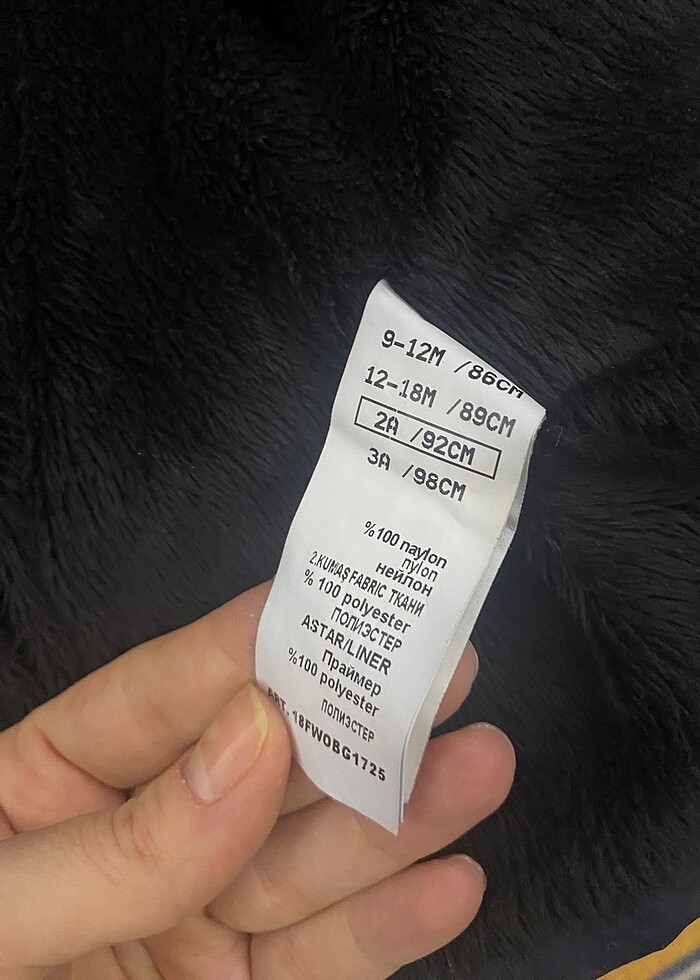 9-12M /86CM
12-18M /89CM
2A /92CM
3A /98CM
%100 naylon
nylon
нейлон
2.KUMAŞ FABRIC ТКАНИ
% 100 polyester
ПОЛИЭСТЕР
ASTAR/LINER
Праймер
%100 polyester
ПОЛИЭСТЕР
ART. 18FWOBG1725